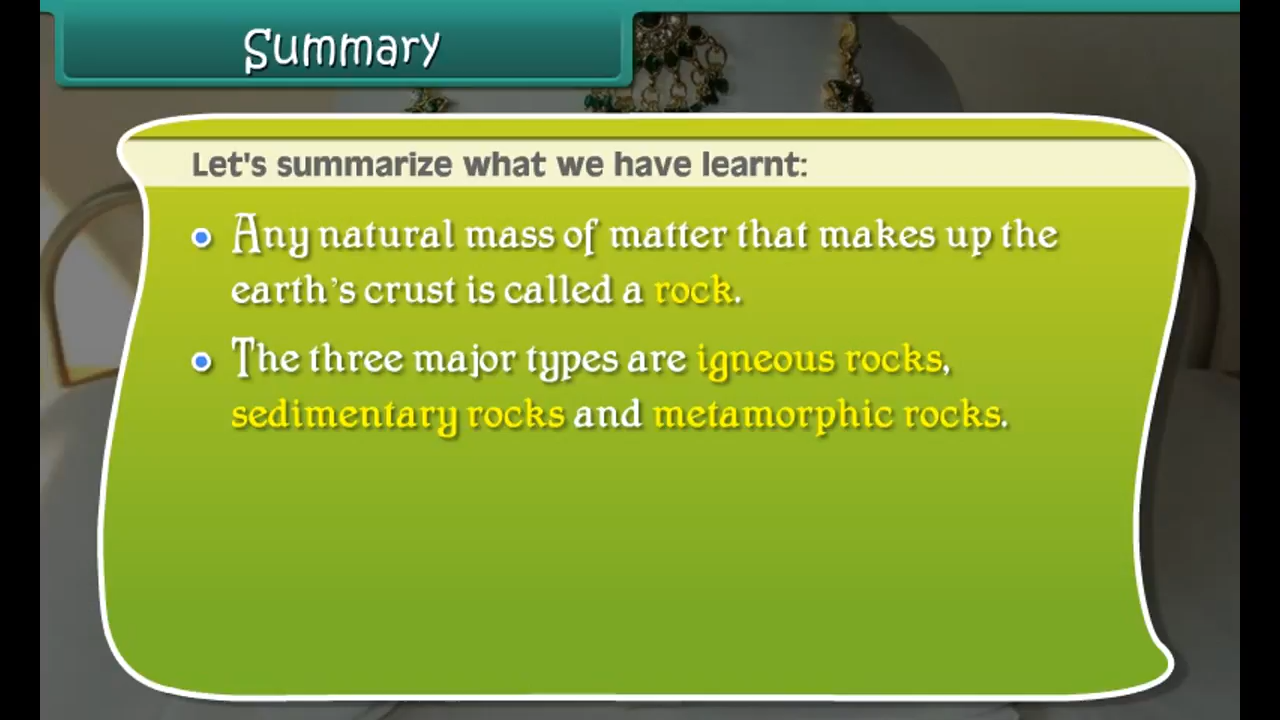 Summary
Let's summarize what we have learnt:
Any natural mass of matter that makes up the
earth's crust is called a rock.
The three major types are igneous rocks,
sedimentary rocks and metamorphic rocks.